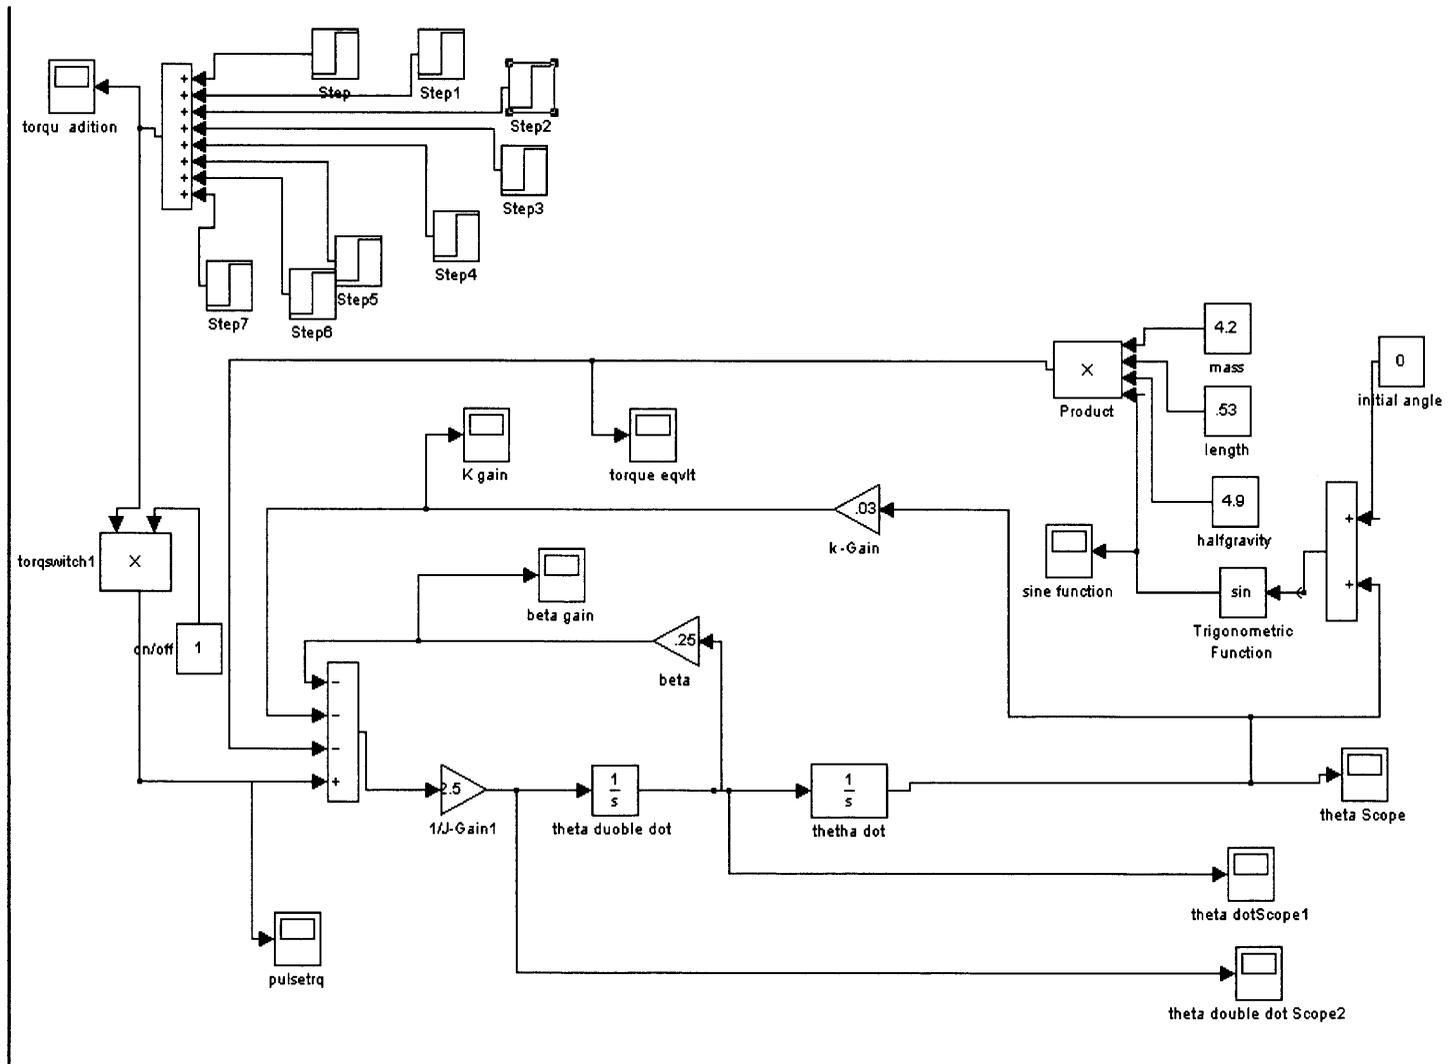 Step
Step1
Step2
torqu adition
+
+
+
+
+
+
+
+
Step3
Step4
Step5
Step6
Step7
4.2
mass
0
initial angle
×
Product
.53
length
K gain
torque eqvlt
4.9
halfgravity
.03
k-Gain
+
+
torqswitch1
×
sine function
sin
Trigonometric
Function
beta gain
on/off
1
.25
beta
−
−
−
+
2.5
1/J-Gain1
1
s
theta duoble dot
1
s
thetha dot
theta Scope
theta dotScope1
pulsetrq
theta double dot Scope2